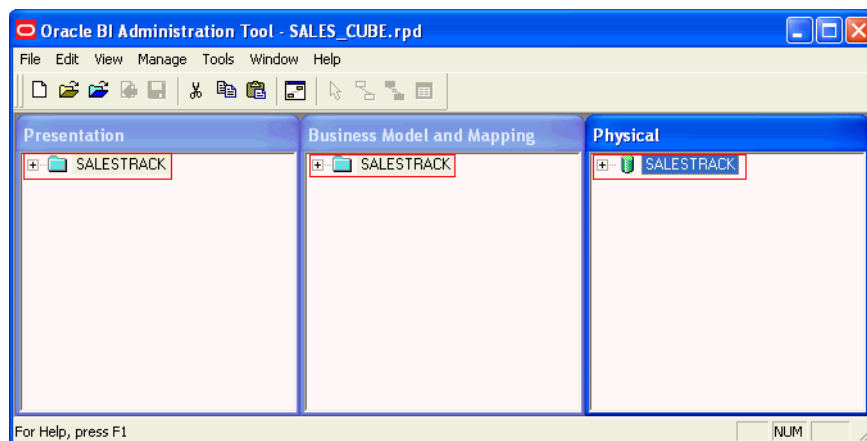 Oracle BI Administration Tool - SALES_CUBE.rpd
File Edit View Manage Tools Window Help
Presentation
Business Model and Mapping
Physical
SALESTRACK
SALESTRACK
SALESTRACK
For Help, press F1
NUM